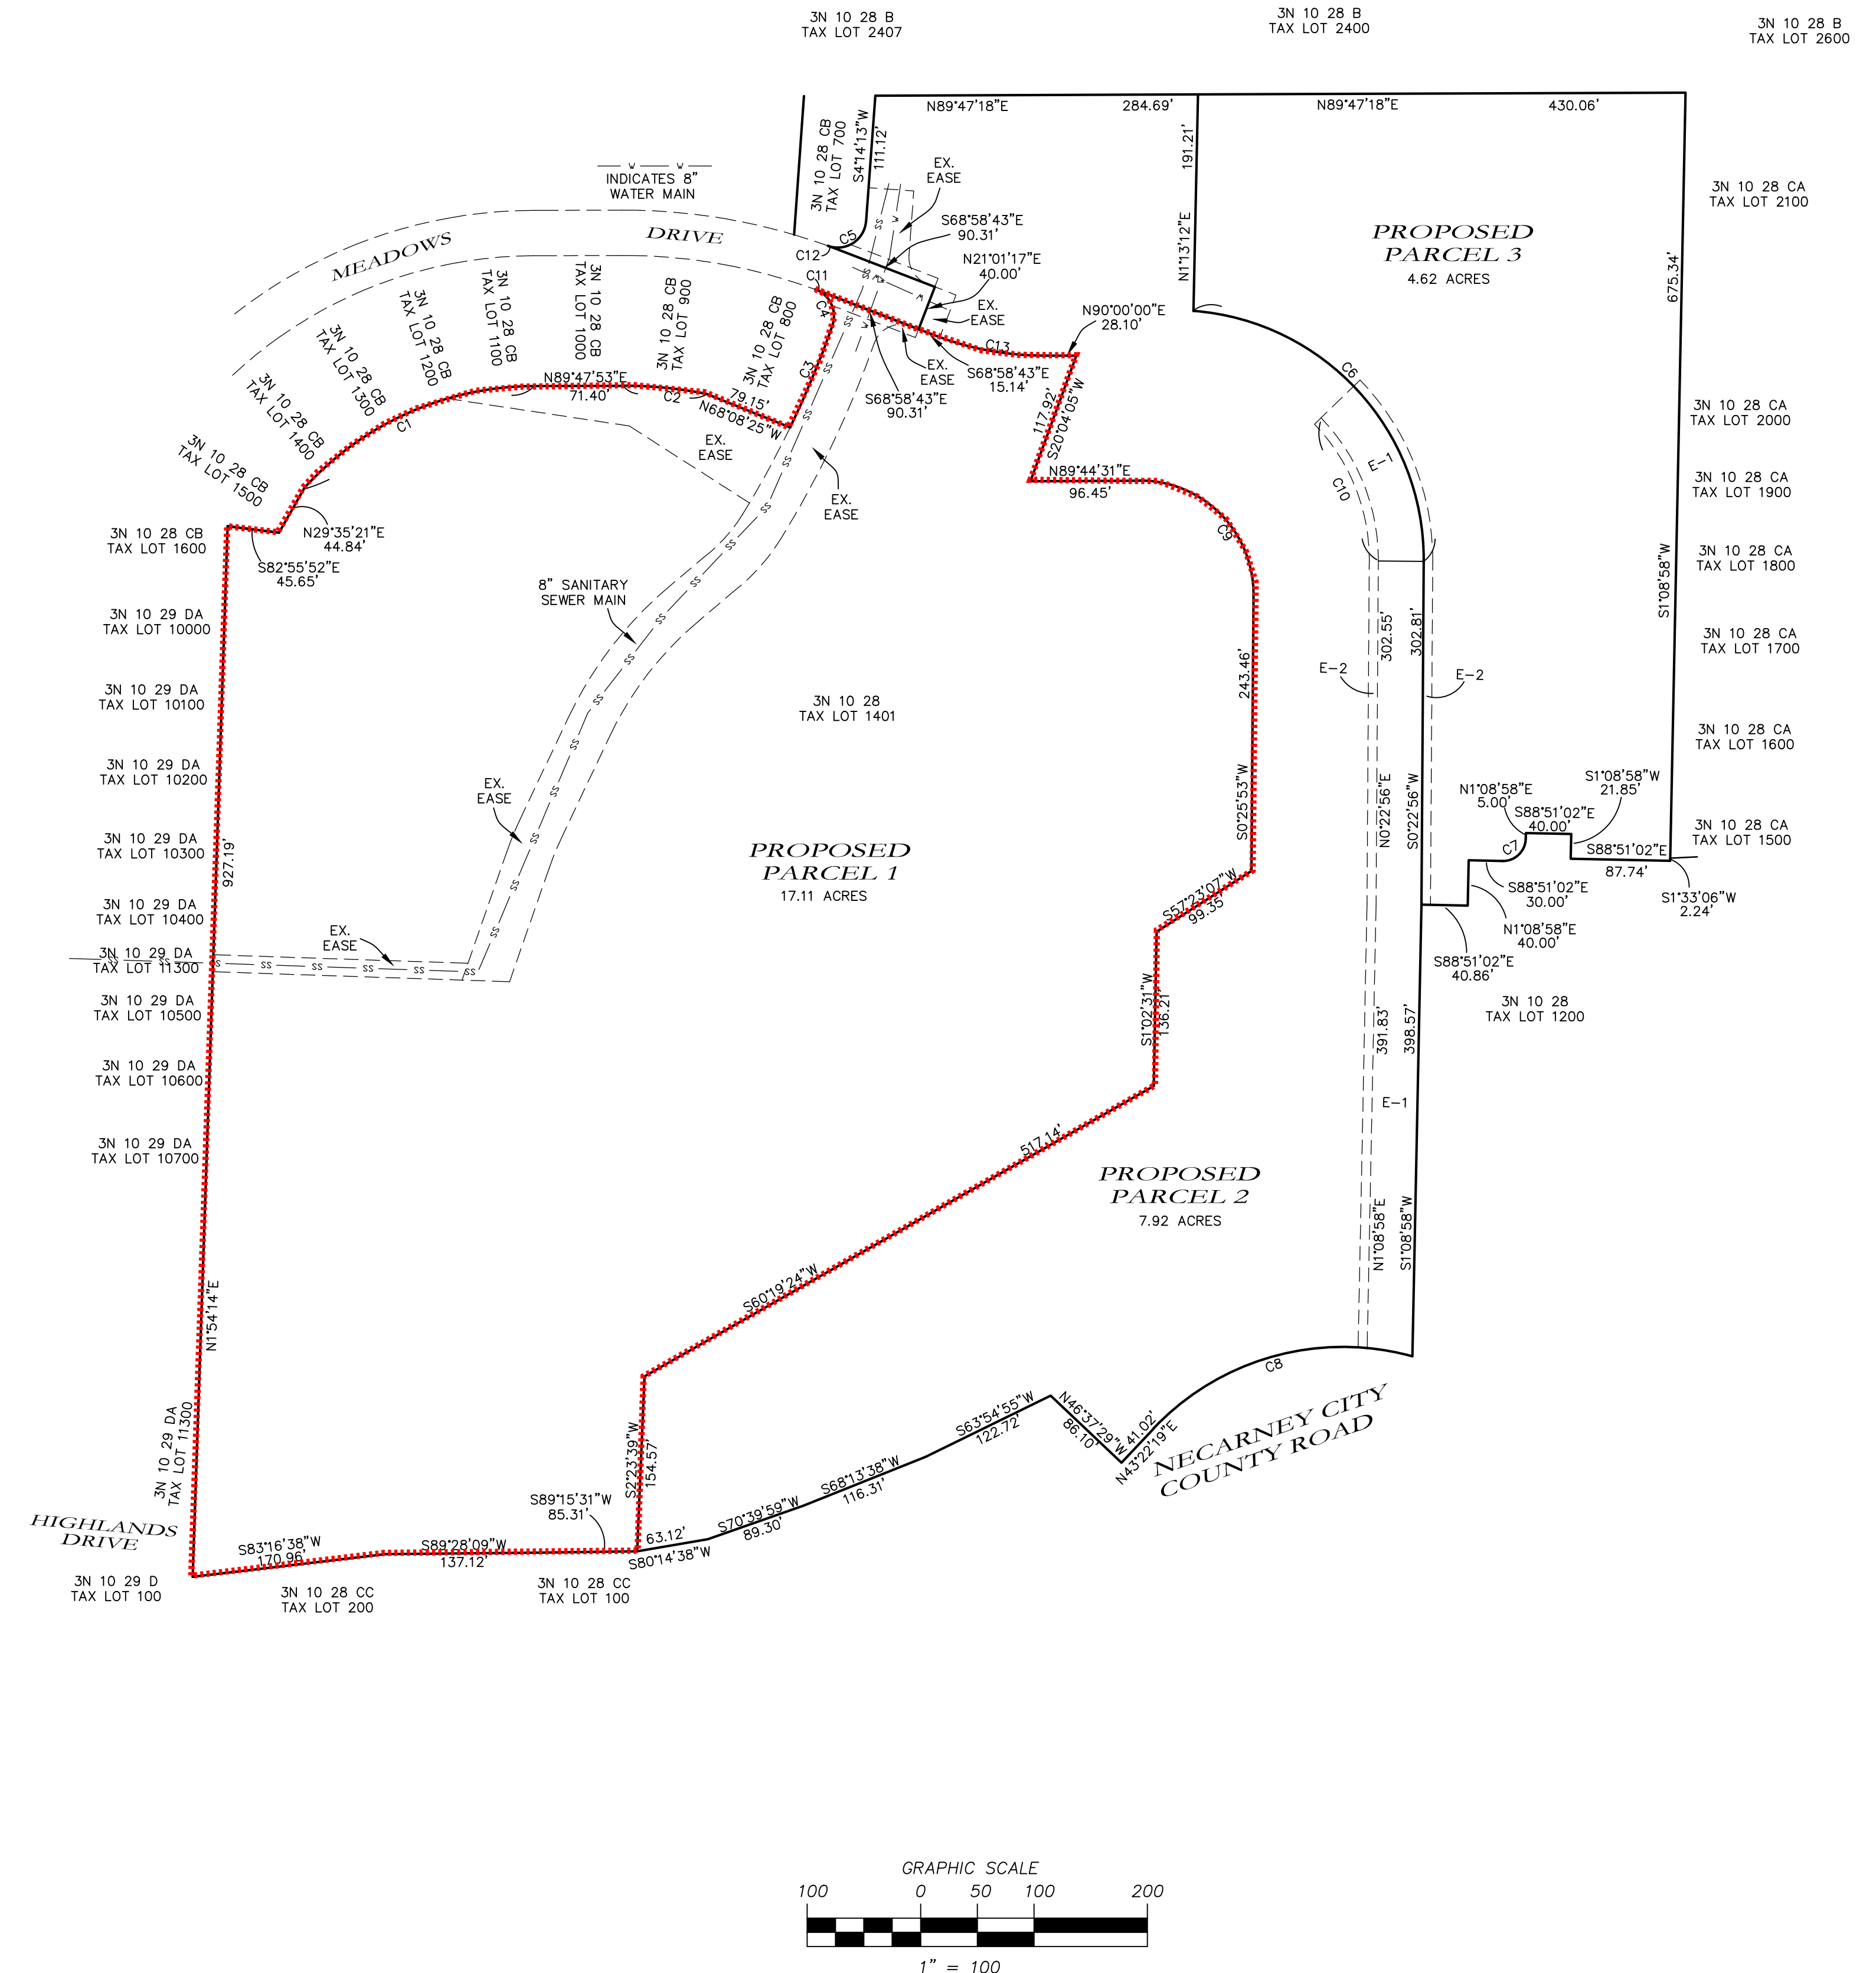 3N 10 28 B
TAX LOT 2407
3N 10 28 B
TAX LOT 2400
3N 10 28 B
TAX LOT 2600
N89°47'18"E
284.69'
N89°47'18"E
430.06'
3N 10 28 CB
TAX LOT 700
S4°14'13"W
111.12'
191.21'
N1°13'12"E
W
W
INDICATES 8"
WATER MAIN
EX.
EASE
S68°58'43"E
90.31'
N21°01'17"E
40.00'
EX.
EASE
3N 10 28 CA
TAX LOT 2100
PROPOSED
PARCEL 3
4.62 ACRES
675.34'
S1°08'58"W
MEADOWS
DRIVE
C5
C12
C11
C4
C3
SS
W
SS
W
W
SS
W
3N 10 28 CB
TAX LOT 800
3N 10 28 CB
TAX LOT 900
3N 10 28 CB
TAX LOT 1000
3N 10 28 CB
TAX LOT 1100
3N 10 28 CB
TAX LOT 1200
3N 10 28 CB
TAX LOT 1300
3N 10 28 CB
TAX LOT 1400
3N 10 28 CB
TAX LOT 1500
N90°00'00"E
28.10'
C13
EX.
EASE
S68°58'43"E
15.14'
S68°58'43"E
90.31'
117.92'
S20°04'05"W
C6
N89°47'53"E
71.40'
C2
79.15'
N68°08'25"W
C1
EX.
EASE
EX.
EASE
N89°44'31"E
96.45'
C9
E-1
C10
3N 10 28 CA
TAX LOT 2000
3N 10 28 CA
TAX LOT 1900
3N 10 28 CA
TAX LOT 1800
3N 10 28 CA
TAX LOT 1700
3N 10 28 CA
TAX LOT 1600
3N 10 28 CA
TAX LOT 1500
3N 10 28 CB
TAX LOT 1600
N29°35'21"E
44.84'
S82°55'52"E
45.65'
8" SANITARY
SEWER MAIN
SS
SS
SS
SS
SS
SS
SS
SS
SS
SS
SS
SS
SS
SS
3N 10 29 DA
TAX LOT 10000
3N 10 29 DA
TAX LOT 10100
3N 10 29 DA
TAX LOT 10200
3N 10 29 DA
TAX LOT 10300
3N 10 29 DA
TAX LOT 10400
3N 10 29 DA
TAX LOT 11300
3N 10 29 DA
TAX LOT 10500
3N 10 29 DA
TAX LOT 10600
3N 10 29 DA
TAX LOT 10700
3N 10 29 DA
TAX LOT 11300
927.19'
N1°54'14"E
3N 10 28
TAX LOT 1401
EX.
EASE
EX.
EASE
SS
SS
SS
SS
SS
SS
SS
SS
PROPOSED
PARCEL 1
17.11 ACRES
243.46'
S0°25'53"W
302.55'
302.81'
E-2
E-2
N0°22'56"E
S0°22'56"W
N1°08'58"E
5.00'
S88°51'02"E
40.00'
S1°08'58"W
21.85'
C7
S88°51'02"E
87.74'
S88°51'02"E
30.00'
S1°33'06"W
2.24'
N1°08'58"E
40.00'
S88°51'02"E
40.86'
3N 10 28
TAX LOT 1200
S57°23'07"W
99.35'
S1°02'31"W
136.21'
391.83'
398.57'
E-1
N1°08'58"E
S1°08'58"W
517.14'
S60°19'24"W
PROPOSED
PARCEL 2
7.92 ACRES
C8
S2°23'39"W
154.57'
S63°54'55"W
122.72'
N46°37'29"W
86.10'
41.02'
N43°22'19"E
NECARNEY CITY
COUNTY ROAD
S68°13'38"W
116.31'
S70°39'59"W
89.30'
63.12'
S80°14'38"W
S89°15'31"W
85.31'
S89°28'09"W
137.12'
S83°16'38"W
170.96'
HIGHLANDS
DRIVE
3N 10 29 D
TAX LOT 100
3N 10 28 CC
TAX LOT 200
3N 10 28 CC
TAX LOT 100
GRAPHIC SCALE
100 0 50 100 200
1" = 100